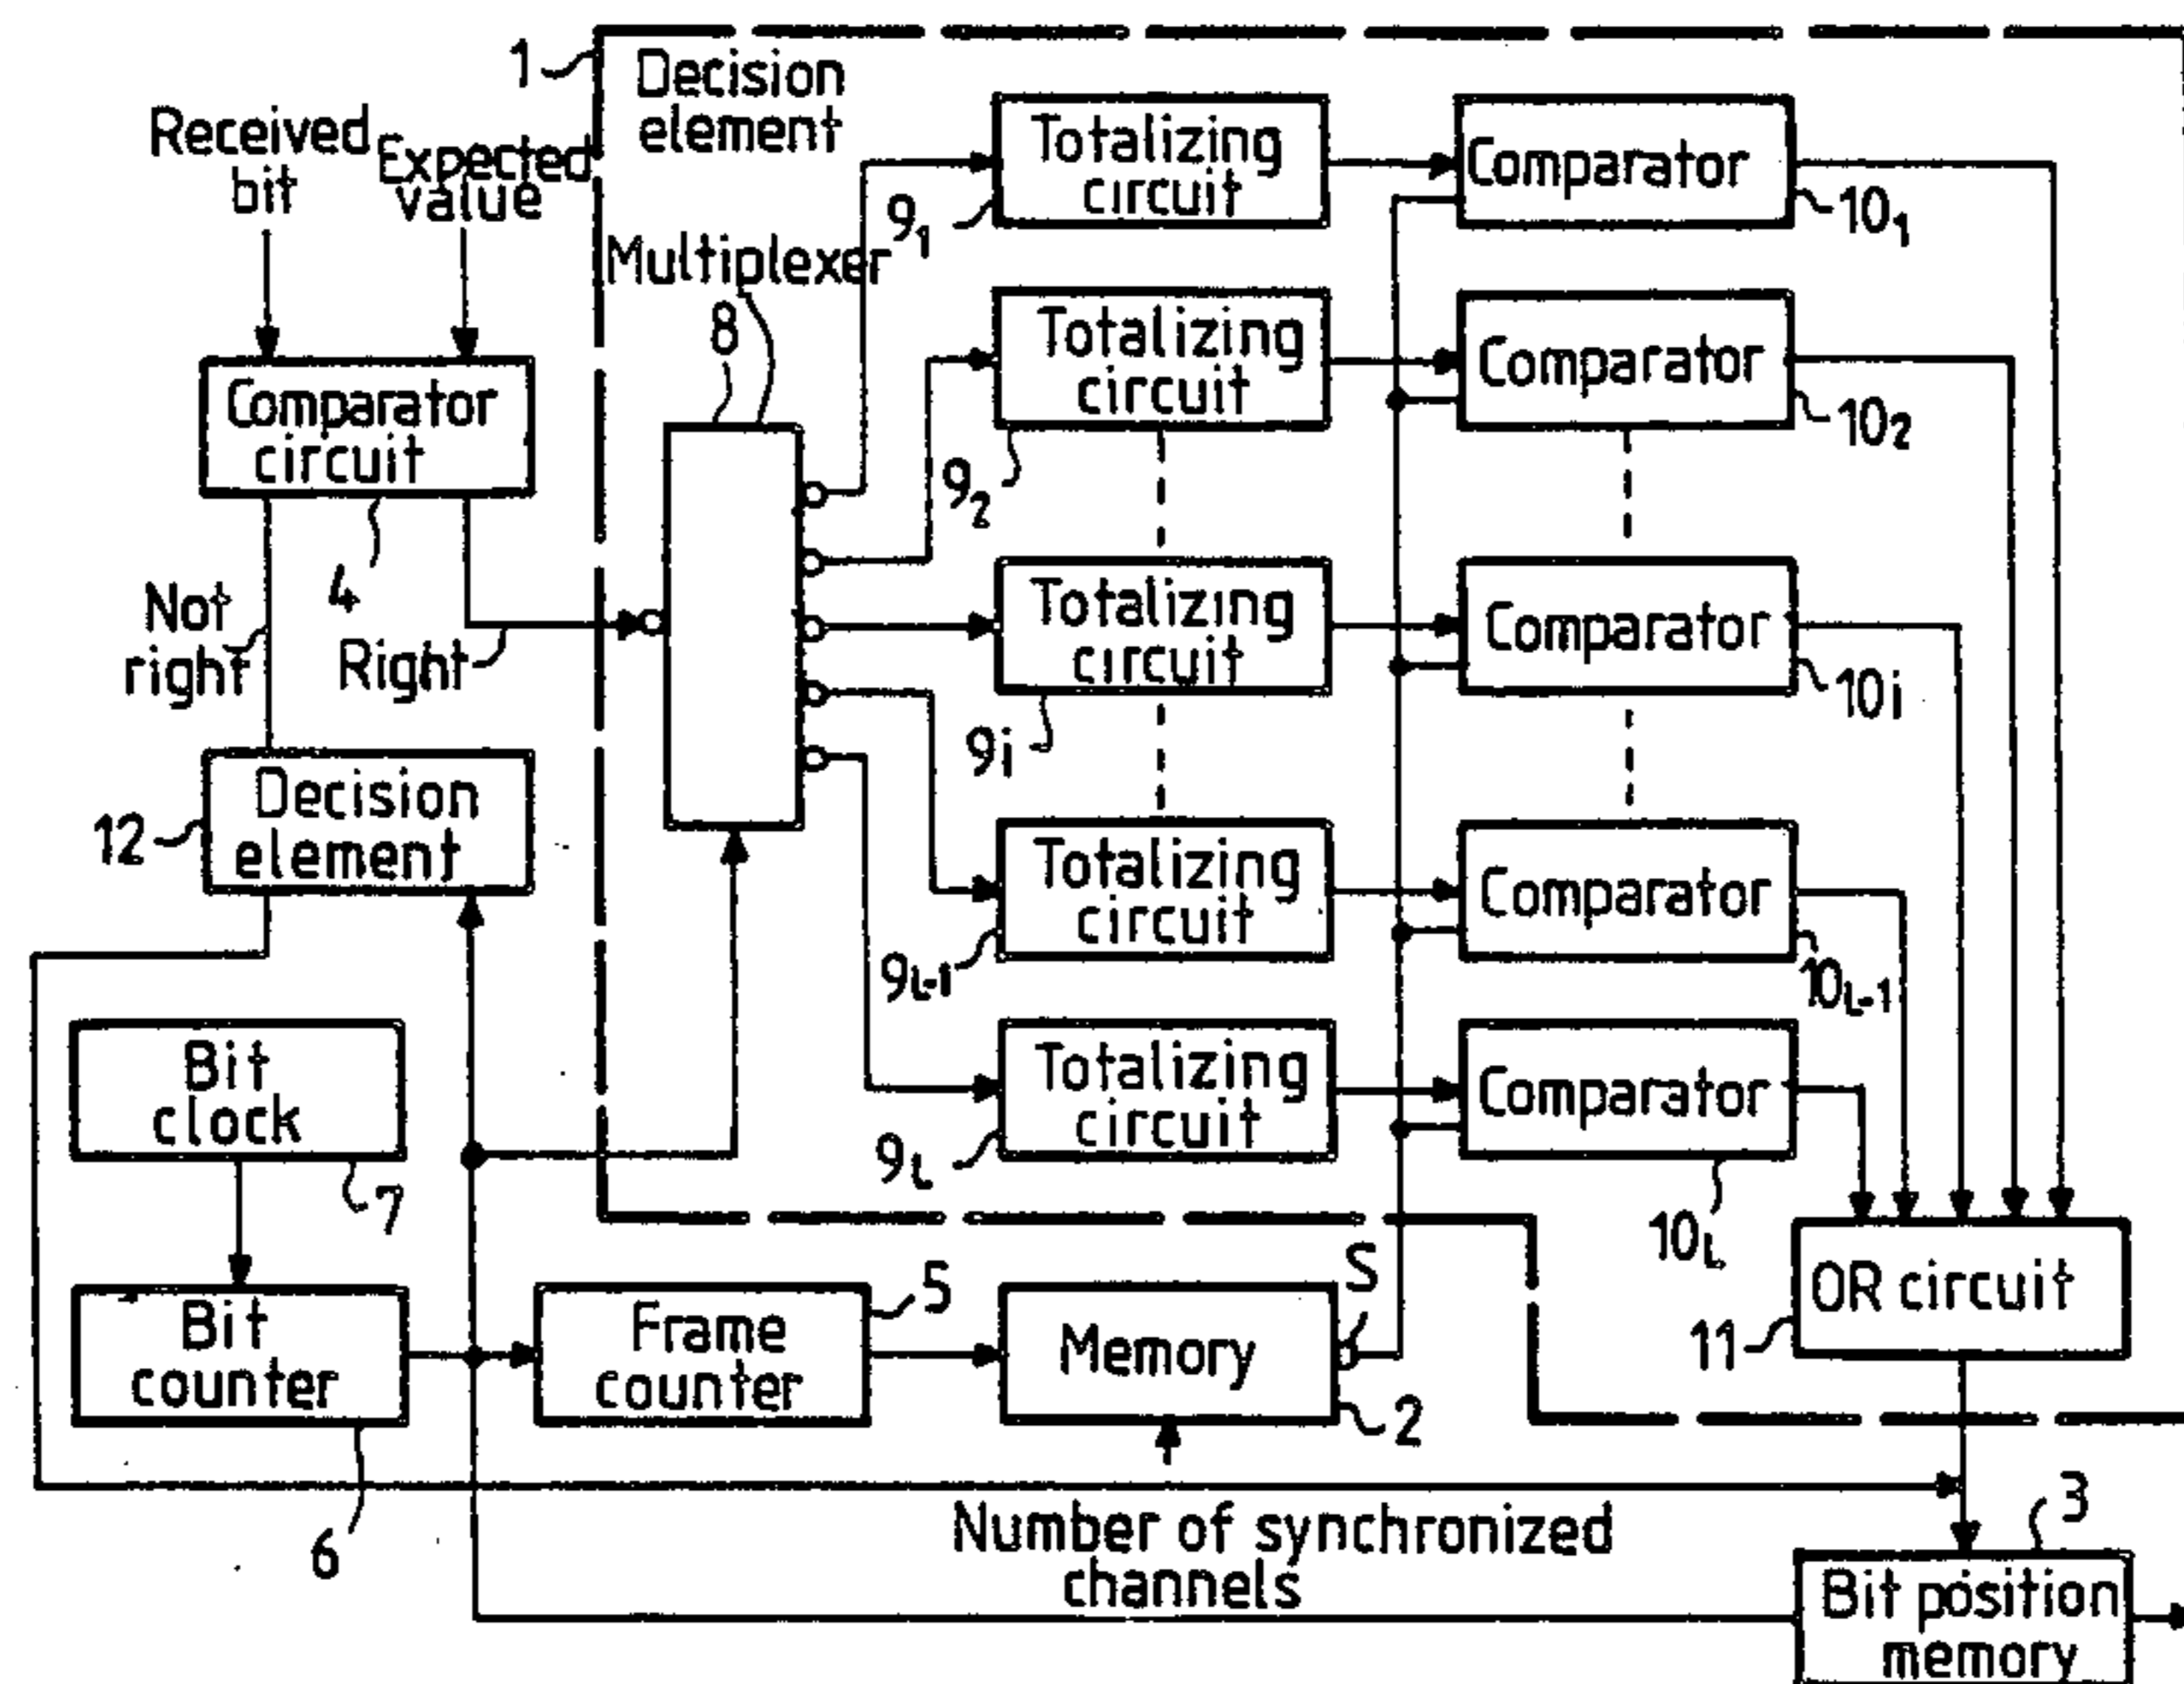 1
Decision
element
Received
bit
Expected
value
Multiplexer
8
Totalizing
circuit
9₁
Comparator
10₁
Totalizing
circuit
9₂
Comparator
10₂
Comparator
circuit
4
Not
right
Right
Totalizing
circuit
9i
Comparator
10i
Decision
element
12
Totalizing
circuit
9L-1
Comparator
10L-1
Bit
clock
7
Totalizing
circuit
9L
Comparator
10L
Bit
counter
6
Frame
counter
5
Memory
2
S
OR circuit
11
Number of synchronized
channels
3
Bit position
memory